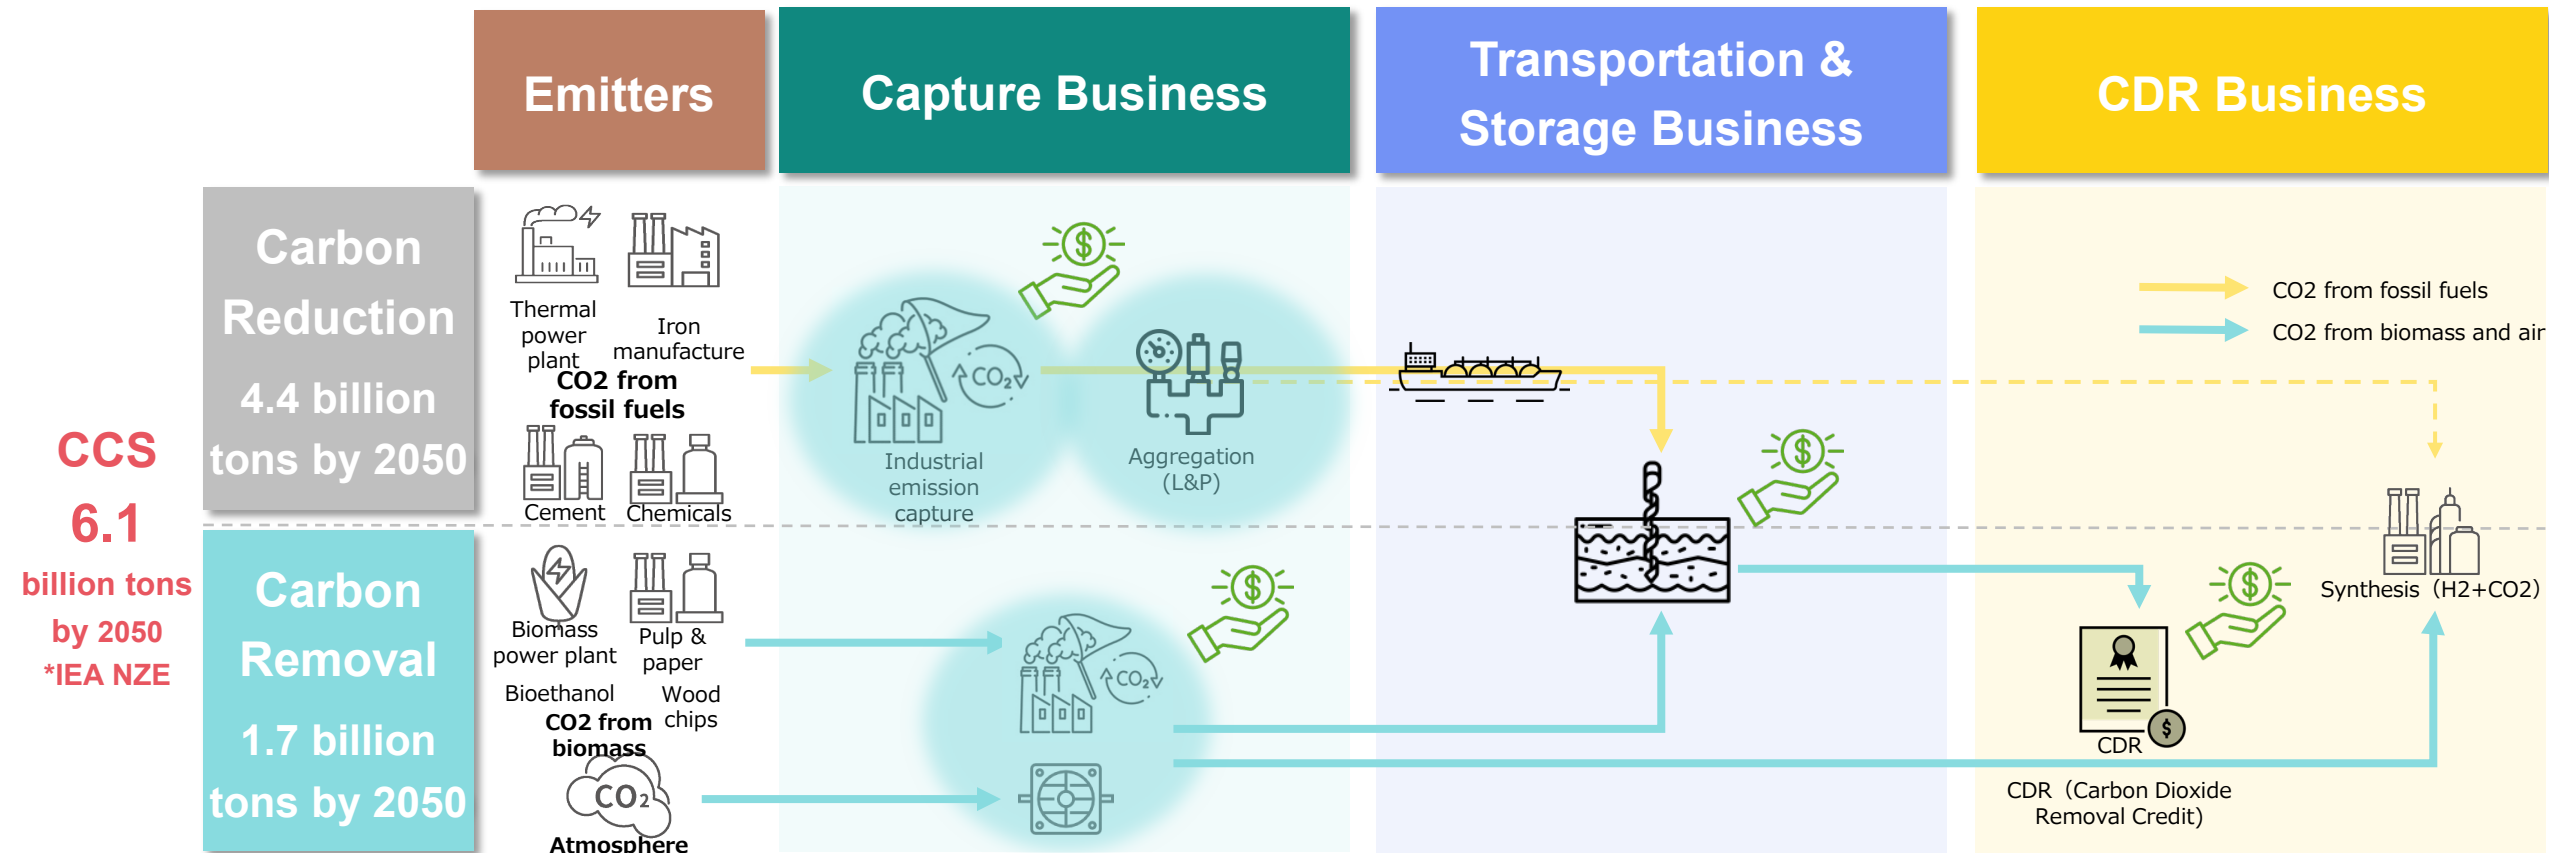 Emitters
Capture Business
Transportation &
Storage Business
CDR Business
CCS
6.1
billion tons
by 2050
*IEA NZE
Carbon
Reduction
4.4 billion
tons by 2050
Thermal
power
plant
Iron
manufacture
CO2 from
fossil fuels
Cement
Chemicals
CO₂
Industrial
emission
capture
Aggregation
(L&P)
$
$
CO2 from fossil fuels
CO2 from biomass and air
Carbon
Removal
1.7 billion
tons by 2050
Biomass
power plant
Pulp &
paper
Bioethanol
Wood
chips
CO2 from
biomass
CO₂
Atmosphere
CO₂
$
$
Synthesis（H2+CO2）
$
CDR
CDR（Carbon Dioxide
Removal Credit)